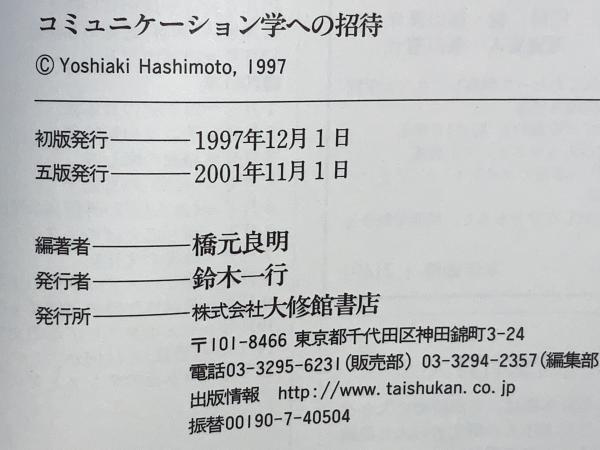 コミュニケーション学への招待
© Yoshiaki Hashimoto, 1997
初版発行────1997年12月1日
五版発行────2001年11月1日
編著者────橋元良明
発行者────鈴木一行
発行所────株式会社大修館書店
〒101-8466 東京都千代田区神田錦町3-24
電話03-3295-6231(販売部) 03-3294-2357(編集部
出版情報 http://www.taishukan.co.jp
振替00190-7-40504